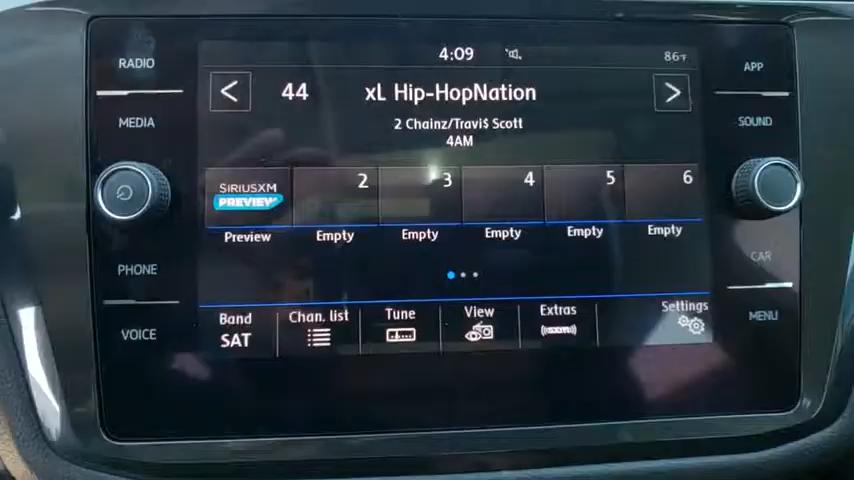 RADIO
MEDIA
PHONE
VOICE
4:09
86°F
44
xL Hip-HopNation
2 Chainz/Travi$ Scott
4AM
SIRIUSXM
PREVIEW
2
3
4
5
6
Preview
Empty
Empty
Empty
Empty
Empty
Band
SAT
Chan. list
Tune
View
Extras
Settings
APP
SOUND
CAR
MENU